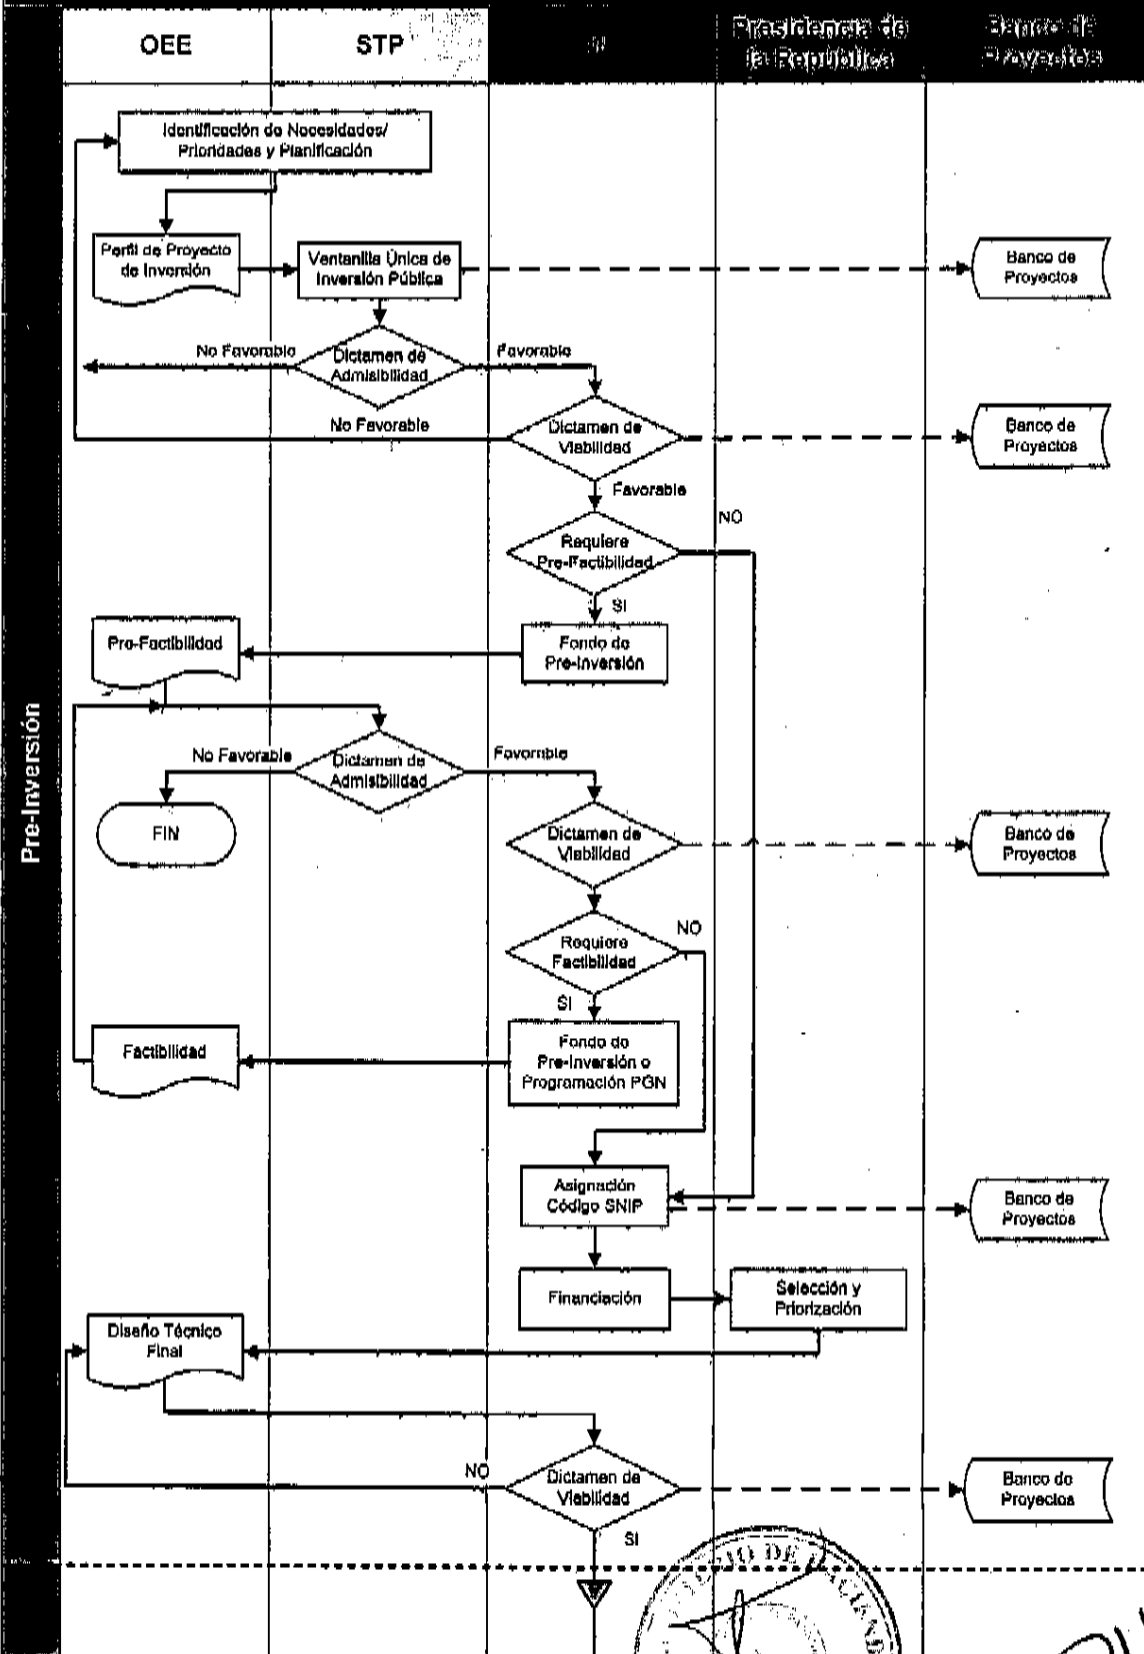 OEE
STP
Presidencia de
la República
Banco de
Proyectos
Pre-Inversión
Identificación de Necesidades/
Prioridades y Planificación
Perfil de Proyecto
de Inversión
Ventanilla Única de
Inversión Pública
Banco de
Proyectos
No Favorable
Dictamen de
Admisibilidad
Favorable
No Favorable
Dictamen de
Viabilidad
Banco de
Proyectos
Favorable
NO
Requiere
Pre-Factibilidad
SI
Pre-Factibilidad
Fondo de
Pre-Inversión
No Favorable
Dictamen de
Admisibilidad
Favorable
FIN
Dictamen de
Viabilidad
Banco de
Proyectos
NO
Requiere
Factibilidad
SI
Factibilidad
Fondo de
Pre-Inversión o
Programación PGN
Asignación
Código SNIP
Banco de
Proyectos
Financiación
Selección y
Priorización
Diseño Técnico
Final
NO
Dictamen de
Viabilidad
Banco de
Proyectos
SI